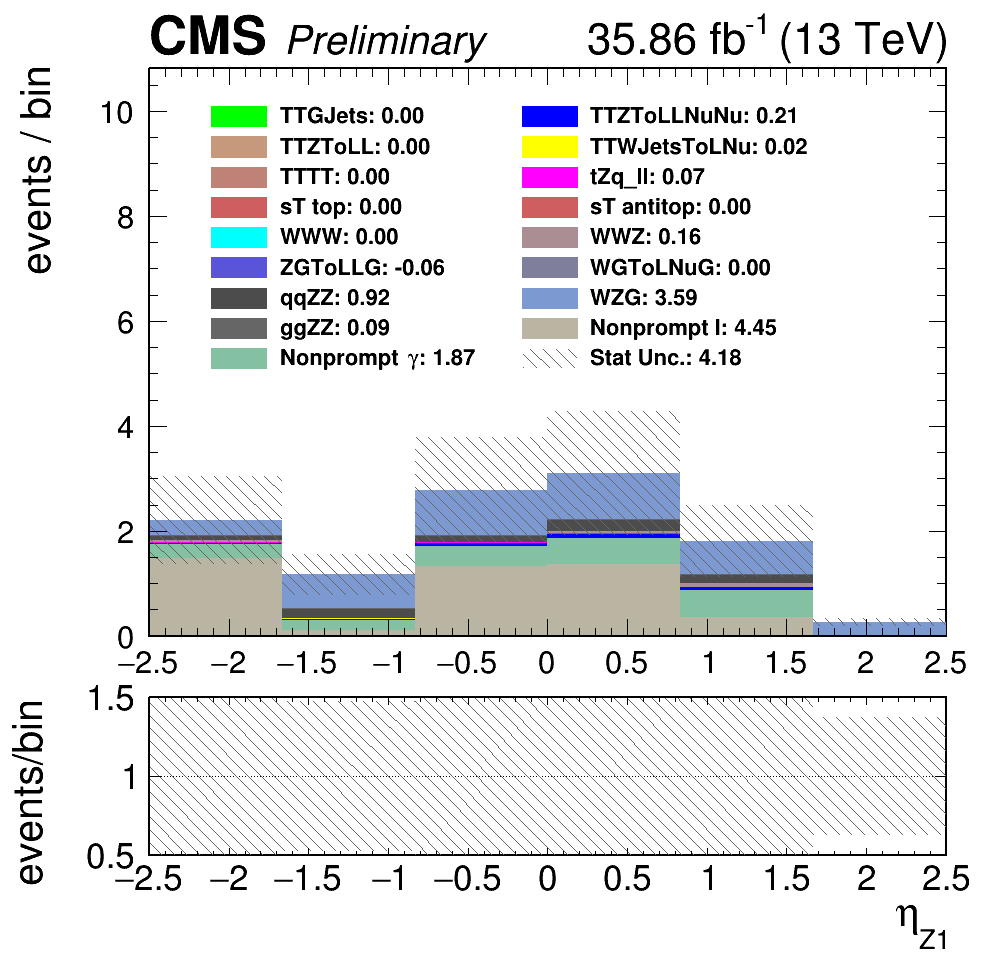 CMS Preliminary 35.86 fb-1 (13 TeV)
events / bin
10
8
6
4
2
0
TTGJets: 0.00
TTZToLL: 0.00
TTTT: 0.00
sT top: 0.00
WWW: 0.00
ZGToLLG: -0.06
qqZZ: 0.92
ggZZ: 0.09
Nonprompt γ: 1.87
TTZToLLNuNu: 0.21
TTWJetsToLNu: 0.02
tZq_ll: 0.07
sT antitop: 0.00
WWZ: 0.16
WGToLNuG: 0.00
WZG: 3.59
Nonprompt l: 4.45
Stat Unc.: 4.18
−2.5 −2 −1.5 −1 −0.5 0 0.5 1 1.5 2 2.5
events/bin
1.5
1
0.5
−2.5 −2 −1.5 −1 −0.5 0 0.5 1 1.5 2 2.5
ηZ1